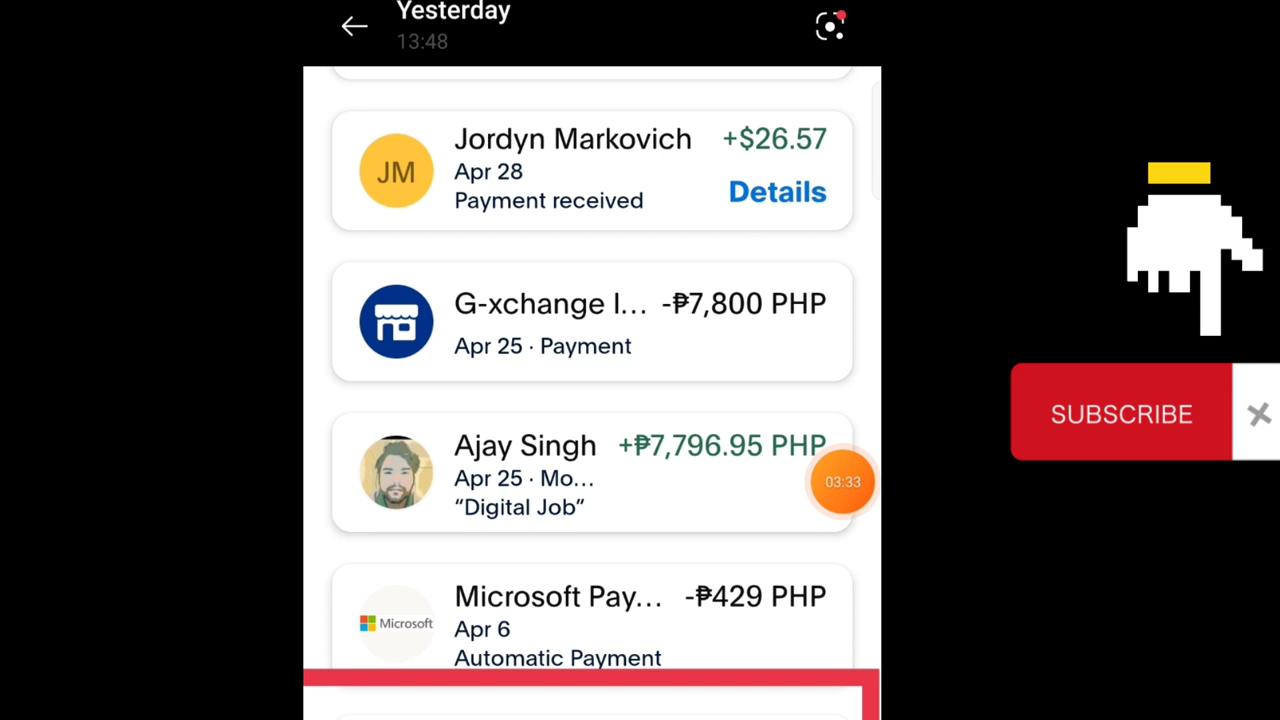 Yesterday
13:48
JM
Jordyn Markovich +$26.57
Apr 28
Payment received
Details
G-xchange I... -₱7,800 PHP
Apr 25 · Payment
Ajay Singh +₱7,796.95 PHP
Apr 25 · Mo...
“Digital Job”
03:33
Microsoft
Microsoft Pay... -₱429 PHP
Apr 6
Automatic Payment
SUBSCRIBE